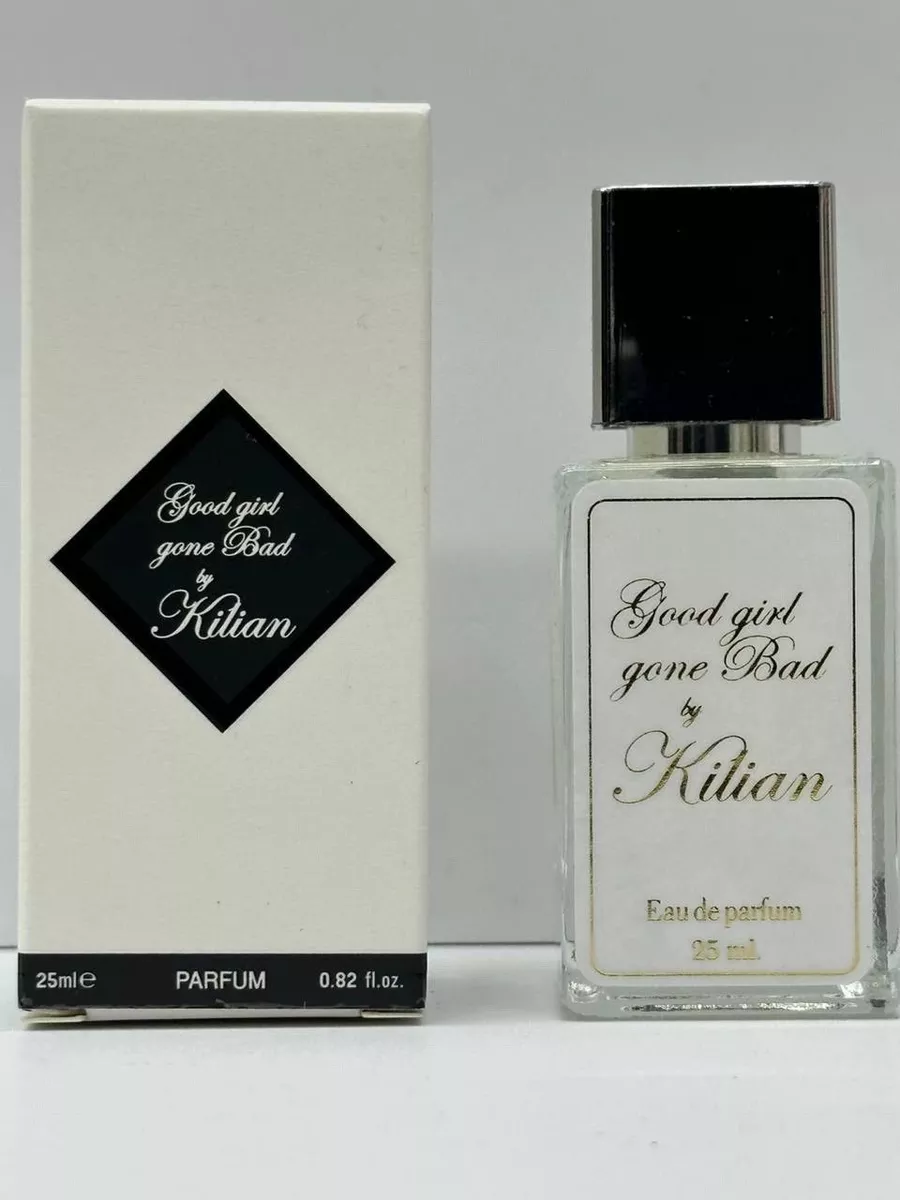 Good girl
gone Bad
by
Kilian
25ml℮
PARFUM
0.82 fl.oz.
Good girl
gone Bad
by
Kilian
Eau de parfum
25 ml.